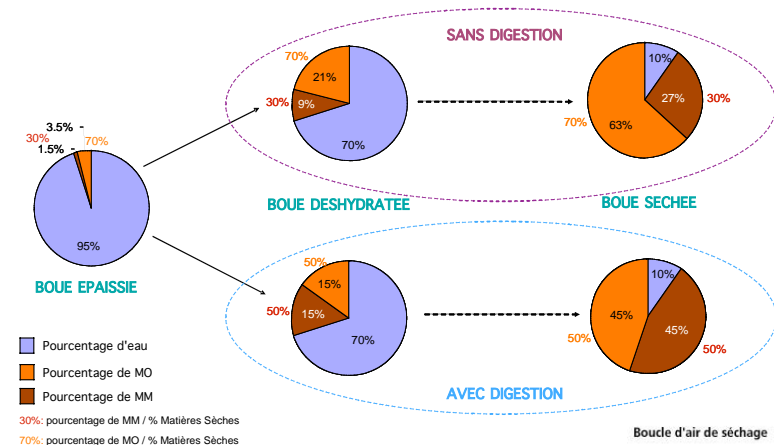 SANS DIGESTION
70%
21%
30%
9%
70%
10%
27%
30%
70%
63%
3.5%
30%
70%
1.5%
95%
BOUE EPAISSIE
BOUE DESHYDRATEE
BOUE SECHEE
50%
15%
50%
15%
70%
10%
45%
45%
50%
50%
AVEC DIGESTION
Pourcentage d'eau
Pourcentage de MO
Pourcentage de MM
30%: pourcentage de MM / % Matières Sèches
70%: pourcentage de MO / % Matières Sèches
Boucle d'air de séchage